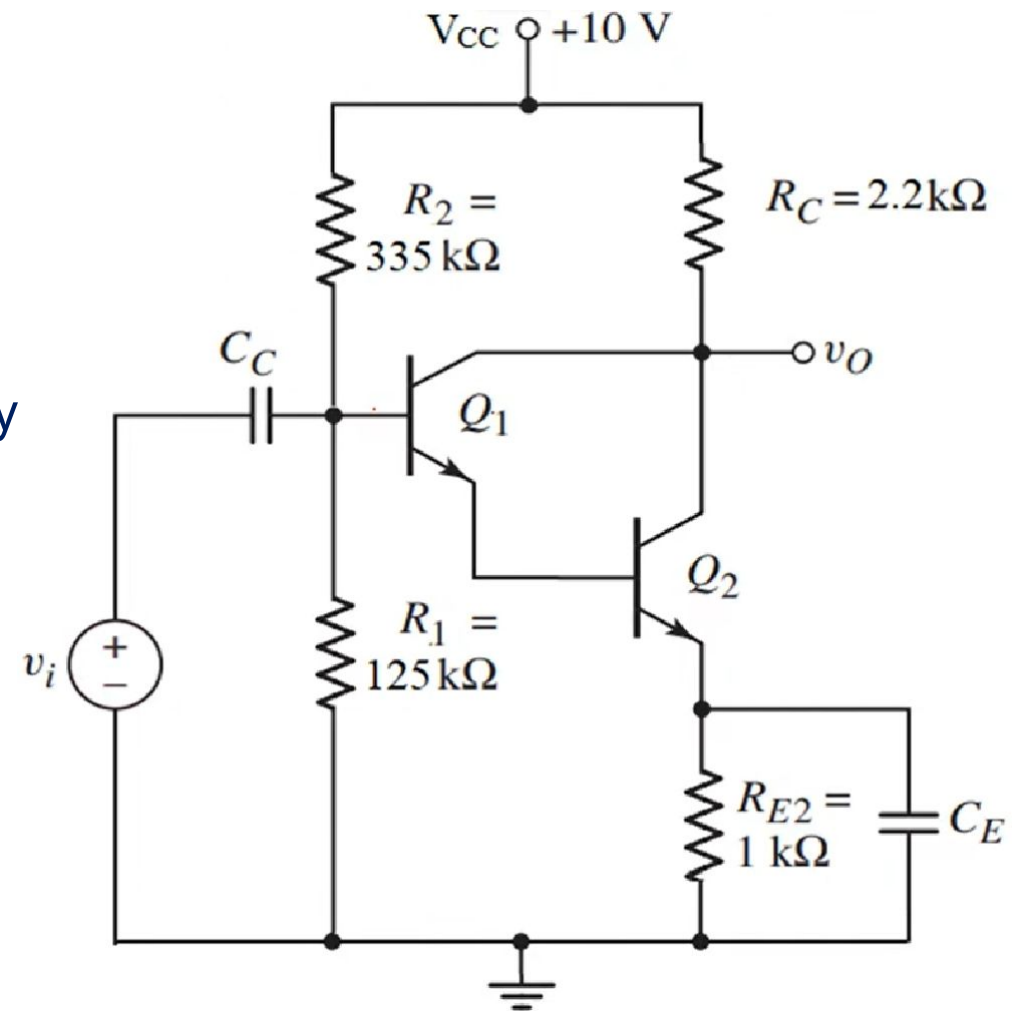 VCC +10 V
R2 =
335 kΩ
RC = 2.2kΩ
CC
y
Q1
vO
Q2
R1 =
125 kΩ
+
−
vi
RE2 =
1 kΩ
CE